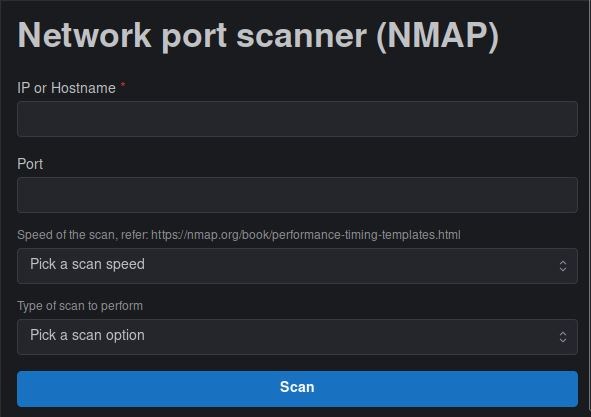 Network port scanner (NMAP)
IP or Hostname *
Port
Speed of the scan, refer: https://nmap.org/book/performance-timing-templates.html
Pick a scan speed
Type of scan to perform
Pick a scan option
Scan